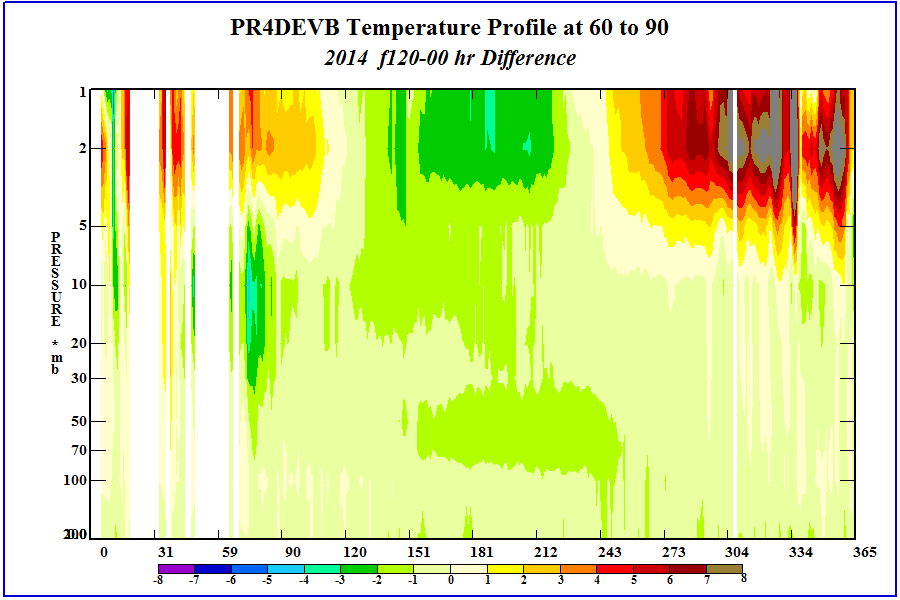 PR4DEVB Temperature Profile at 60 to 90
2014 f120-00 hr Difference
1
2
5
10
20
30
50
70
100
200
PRESSURE * mb
0 31 59 90 120 151 181 212 243 273 304 334 365
-8 -7 -6 -5 -4 -3 -2 -1 0 1 2 3 4 5 6 7 8